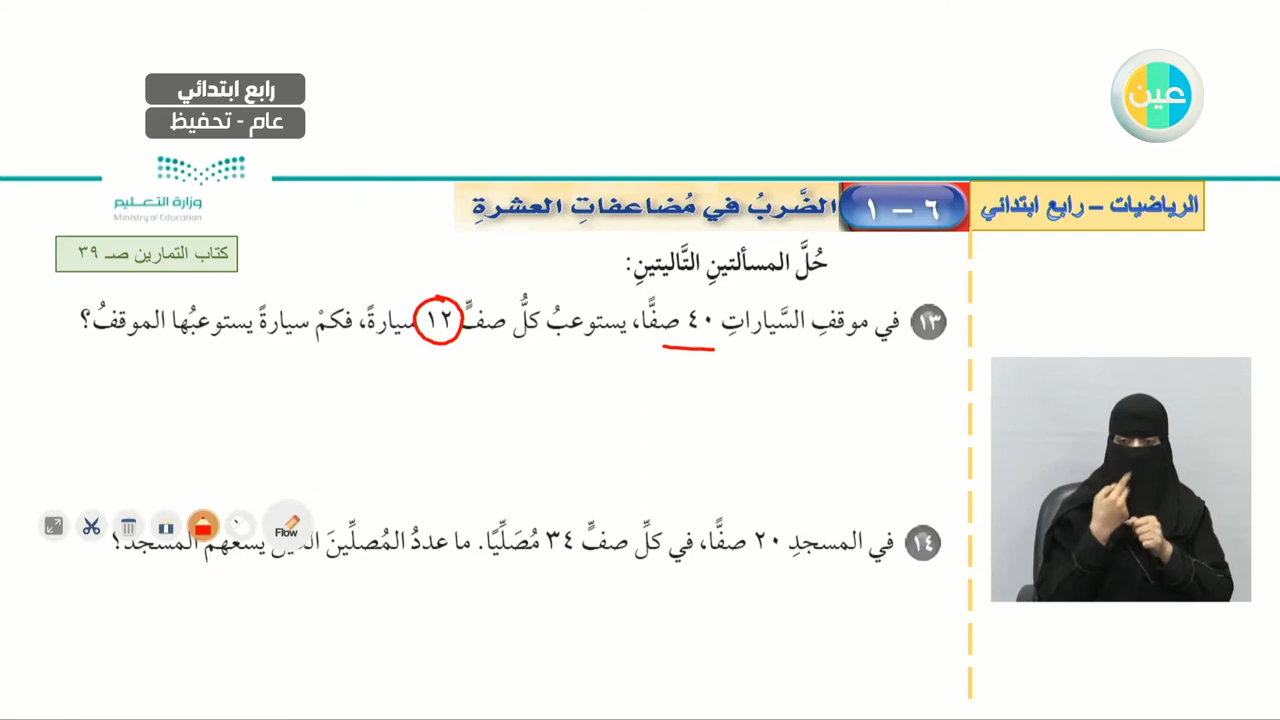 رابع ابتدائي
عام - تحفيظ
عين
وزارة التعليم
Ministry of Education
الرياضيات – رابع ابتدائي
٦ – ١
الضَّربُ في مُضاعفاتِ العشرةِ
كتاب التمارين صـ ٣٩
حُلَّ المسألتينِ التَّاليتينِ:
١٣ في موقفِ السَّياراتِ ٤٠ صفًّا، يستوعبُ كلُّ صفٍّ ١٢ سيارةً، فكمْ سيارةً يستوعبُها الموقفُ؟
Flow
١٤ في المسجدِ ٢٠ صفًّا، في كلِّ صفٍّ ٣٤ مُصَلِّيًا. ما عددُ المُصلِّينَ يسعُهم المسجدُ؟